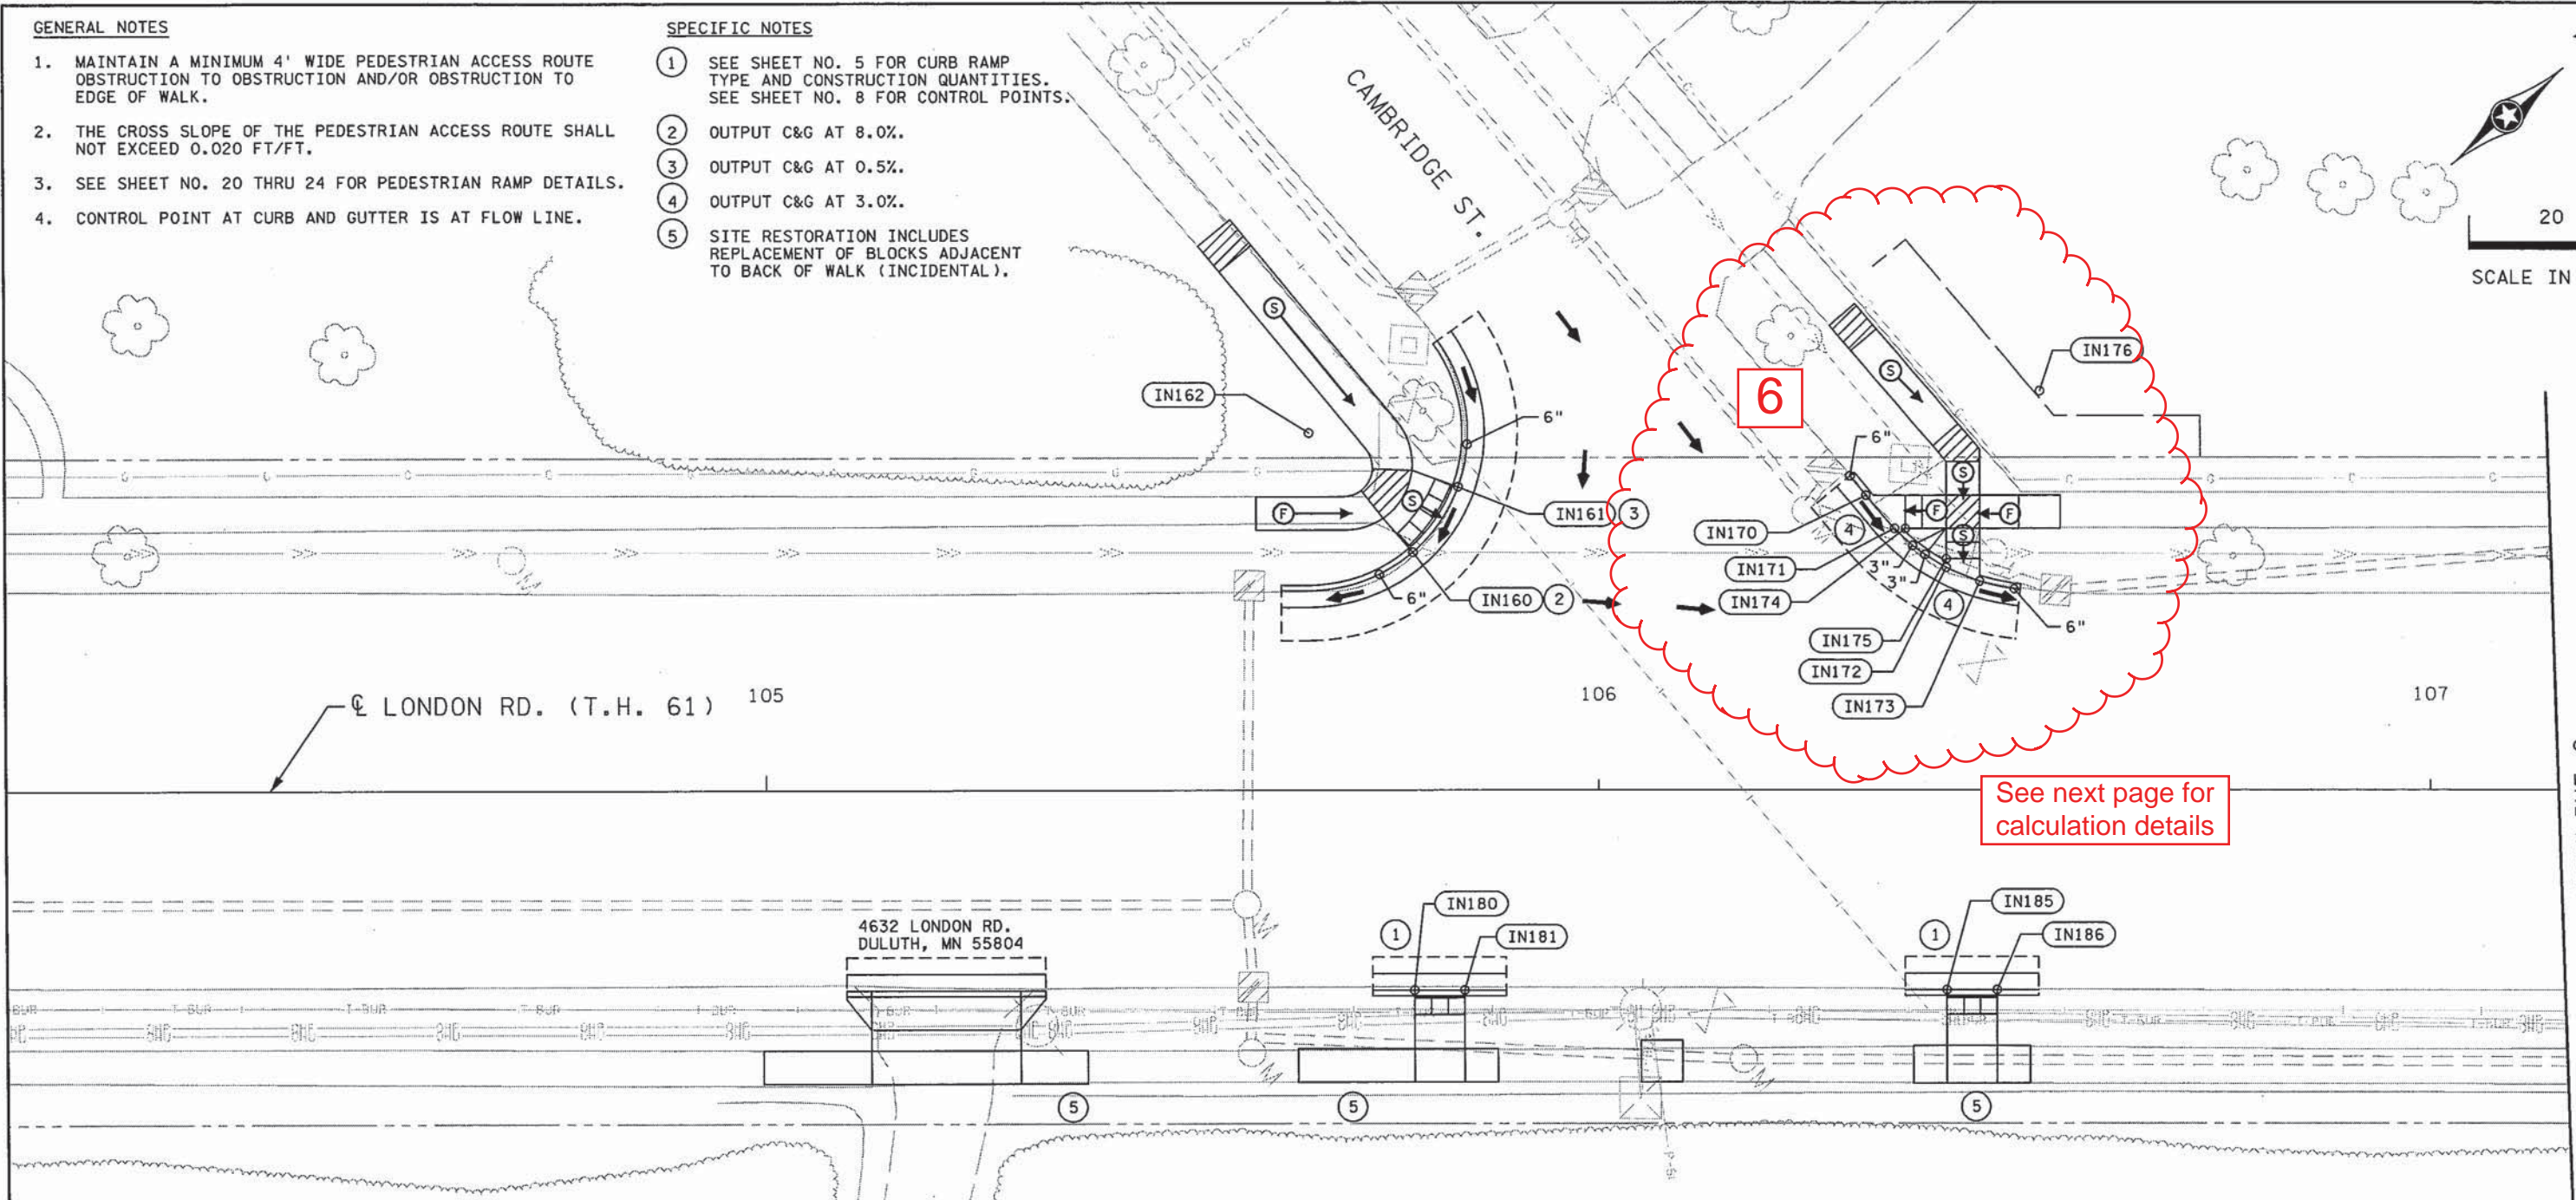 GENERAL NOTES
1. MAINTAIN A MINIMUM 4' WIDE PEDESTRIAN ACCESS ROUTE
OBSTRUCTION TO OBSTRUCTION AND/OR OBSTRUCTION TO
EDGE OF WALK.
2. THE CROSS SLOPE OF THE PEDESTRIAN ACCESS ROUTE SHALL
NOT EXCEED 0.020 FT/FT.
3. SEE SHEET NO. 20 THRU 24 FOR PEDESTRIAN RAMP DETAILS.
4. CONTROL POINT AT CURB AND GUTTER IS AT FLOW LINE.
SPECIFIC NOTES
1 SEE SHEET NO. 5 FOR CURB RAMP
TYPE AND CONSTRUCTION QUANTITIES.
SEE SHEET NO. 8 FOR CONTROL POINTS.
2 OUTPUT C&G AT 8.0%.
3 OUTPUT C&G AT 0.5%.
4 OUTPUT C&G AT 3.0%.
5 SITE RESTORATION INCLUDES
REPLACEMENT OF BLOCKS ADJACENT
TO BACK OF WALK (INCIDENTAL).
CAMBRIDGE ST.
20
SCALE IN
S
IN162
6"
F
S
IN161 3
6"
IN160 2
6
S
IN176
6"
S
IN170
4
F
F
S
IN171
3"
3"
IN174
4
6"
IN175
IN172
IN173
℄ LONDON RD. (T.H. 61)
105
106
107
See next page for
calculation details
4632 LONDON RD.
DULUTH, MN 55804
1
IN180
IN181
1
IN185
IN186
5
5
5